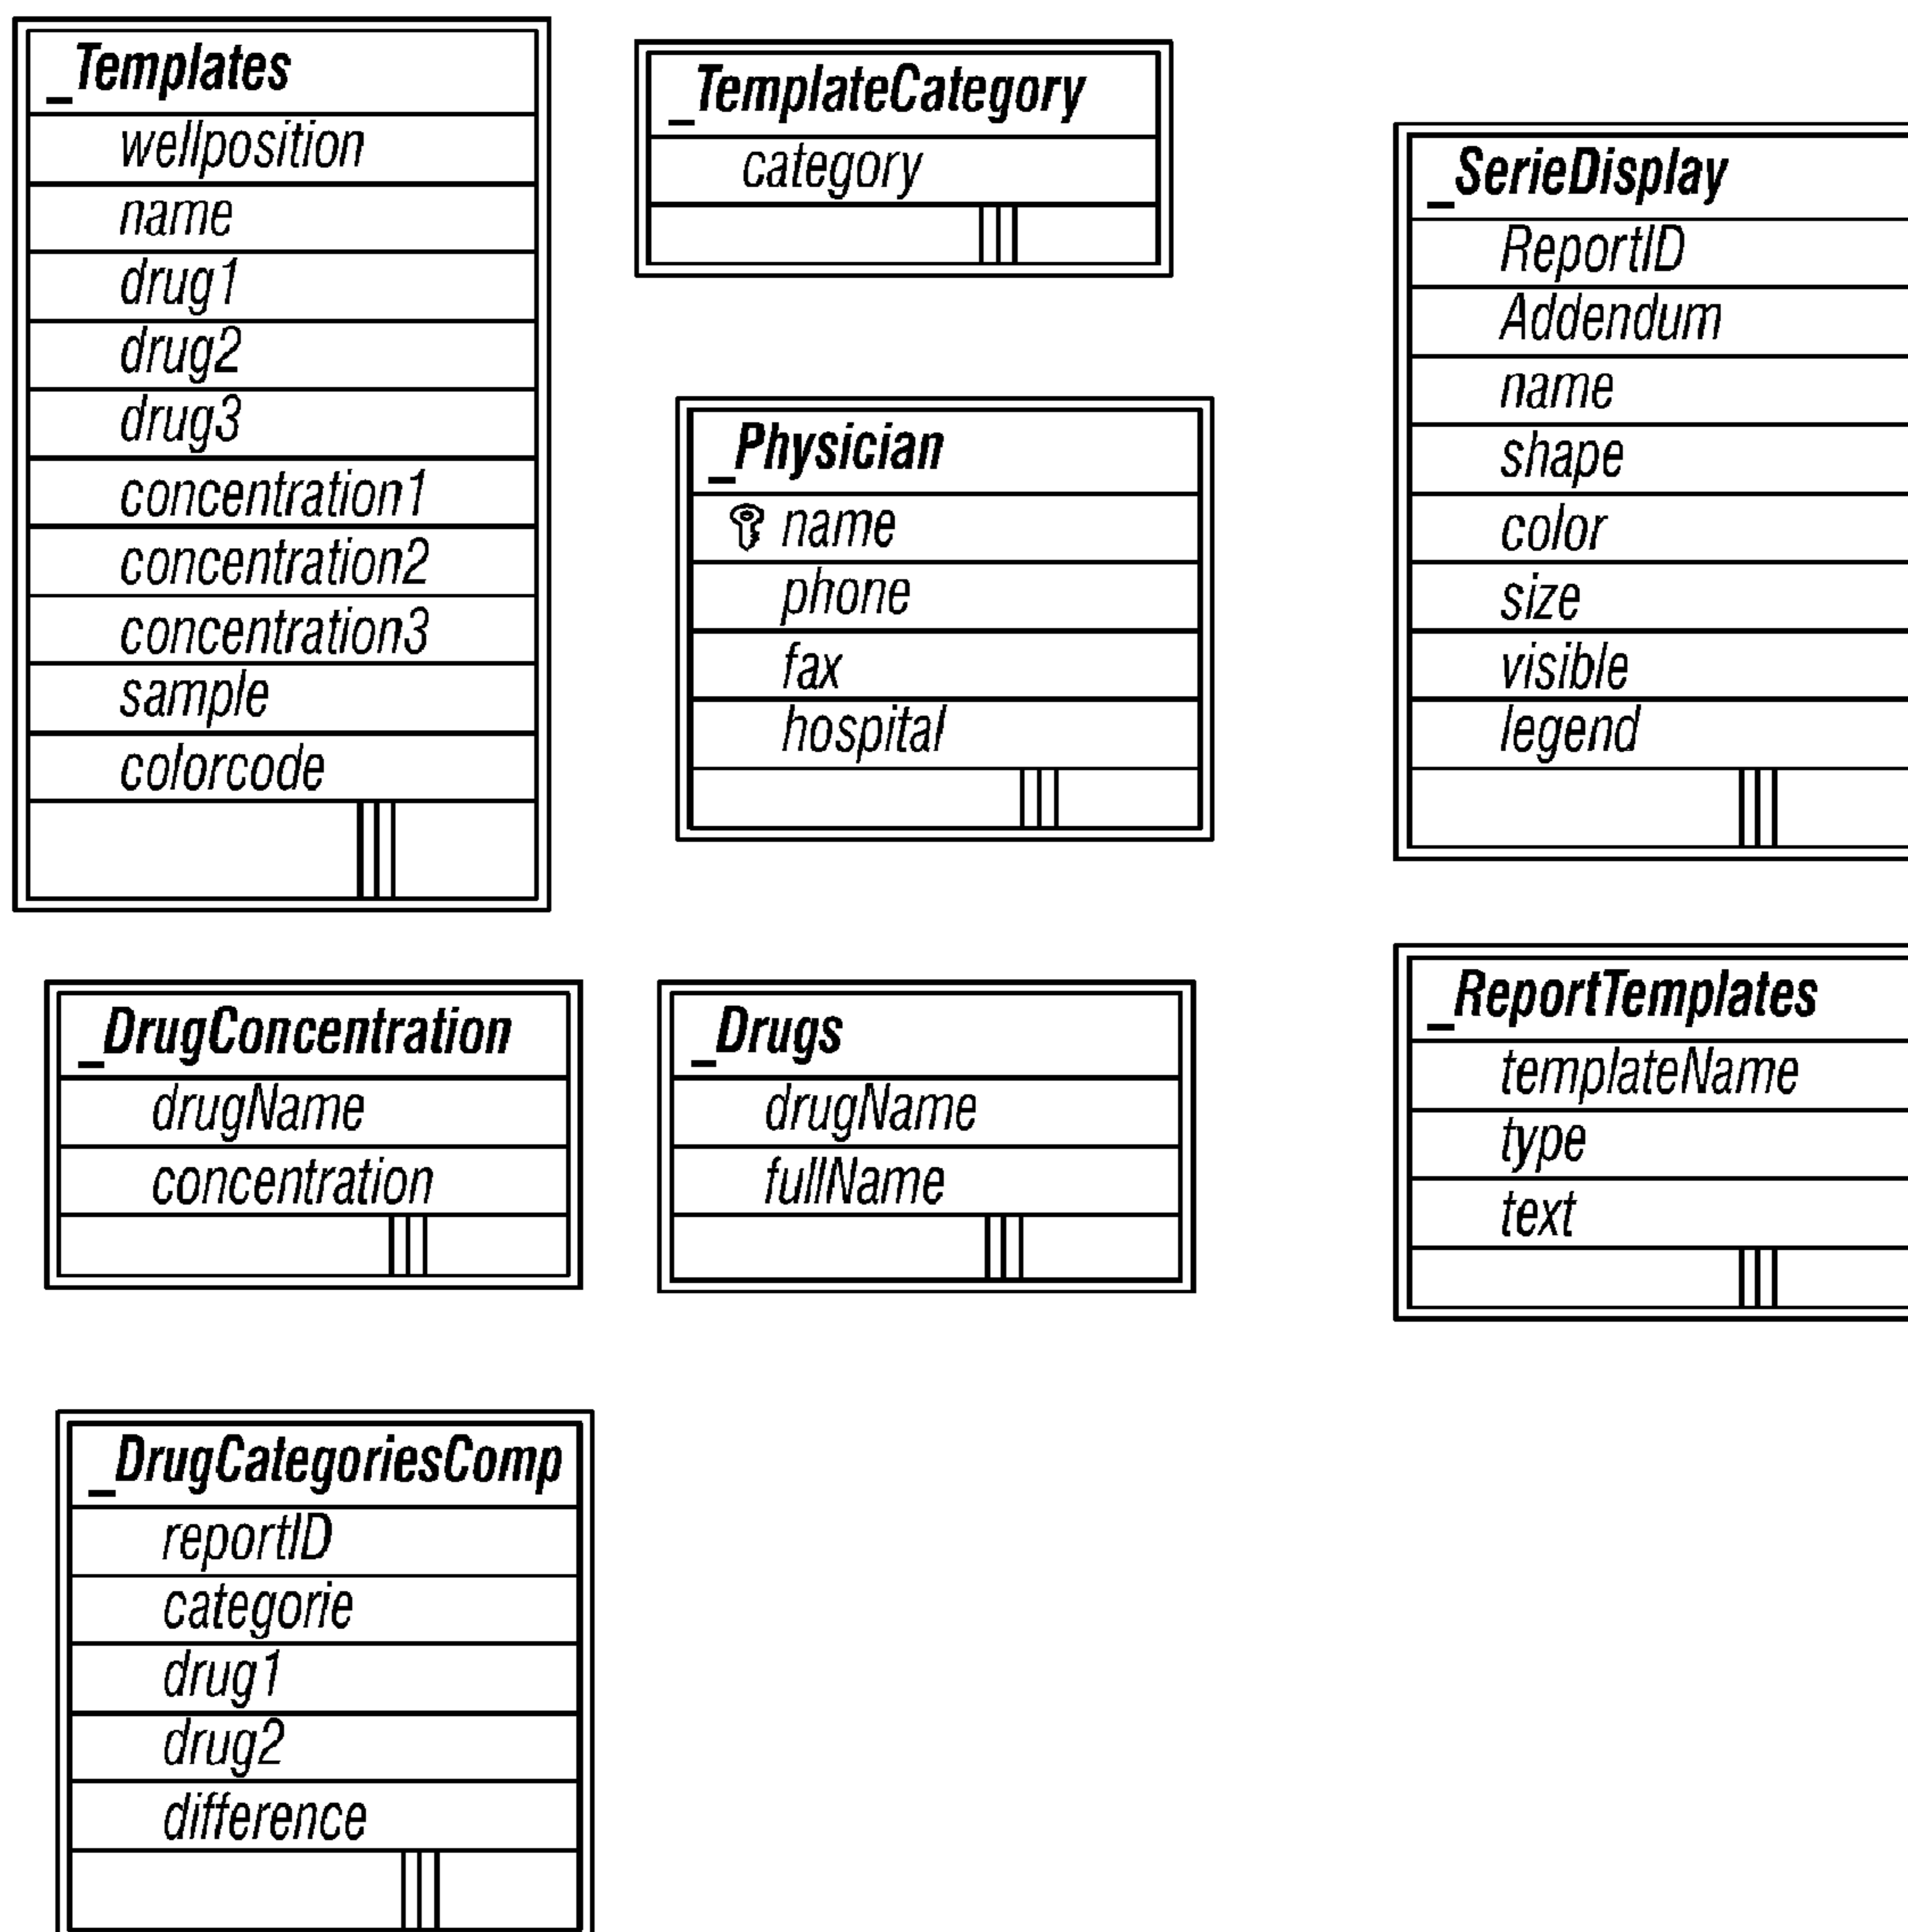 _Templates
wellposition
name
drug1
drug2
drug3
concentration1
concentration2
concentration3
sample
colorcode
_TemplateCategory
category
_Physician
name
phone
fax
hospital
_SerieDisplay
ReportID
Addendum
name
shape
color
size
visible
legend
_DrugConcentration
drugName
concentration
_Drugs
drugName
fullName
_ReportTemplates
templateName
type
text
_DrugCategoriesComp
reportID
categorie
drug1
drug2
difference